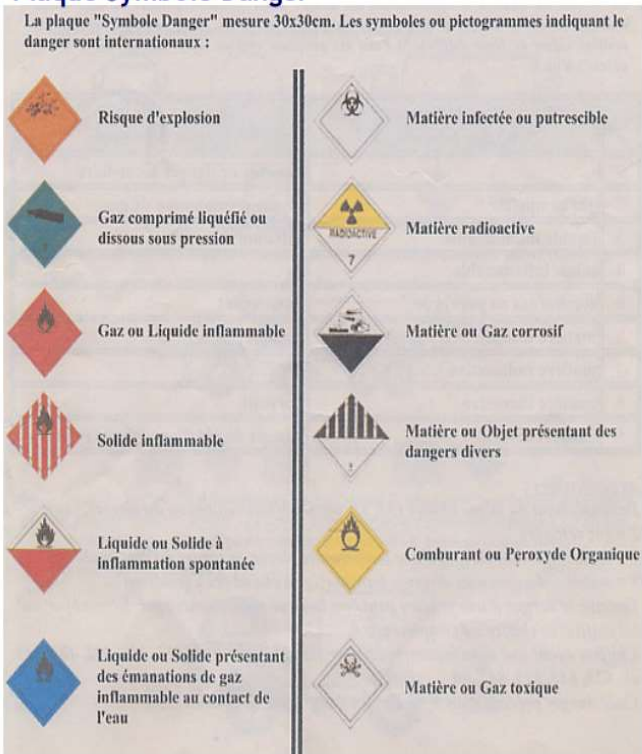 Plaque Symbole Danger
La plaque "Symbole Danger" mesure 30x30cm. Les symboles ou pictogrammes indiquant le
danger sont internationaux :
Risque d'explosion
Gaz comprimé liquéfié ou
dissous sous pression
Gaz ou Liquide inflammable
Solide inflammable
Liquide ou Solide à
inflammation spontanée
Liquide ou Solide présentant
des émanations de gaz
inflammable au contact de
l'eau
Matière infectée ou putrescible
RADIOACTIVE
7
Matière radioactive
Matière ou Gaz corrosif
Matière ou Objet présentant des
dangers divers
Comburant ou Peroxyde Organique
Matière ou Gaz toxique